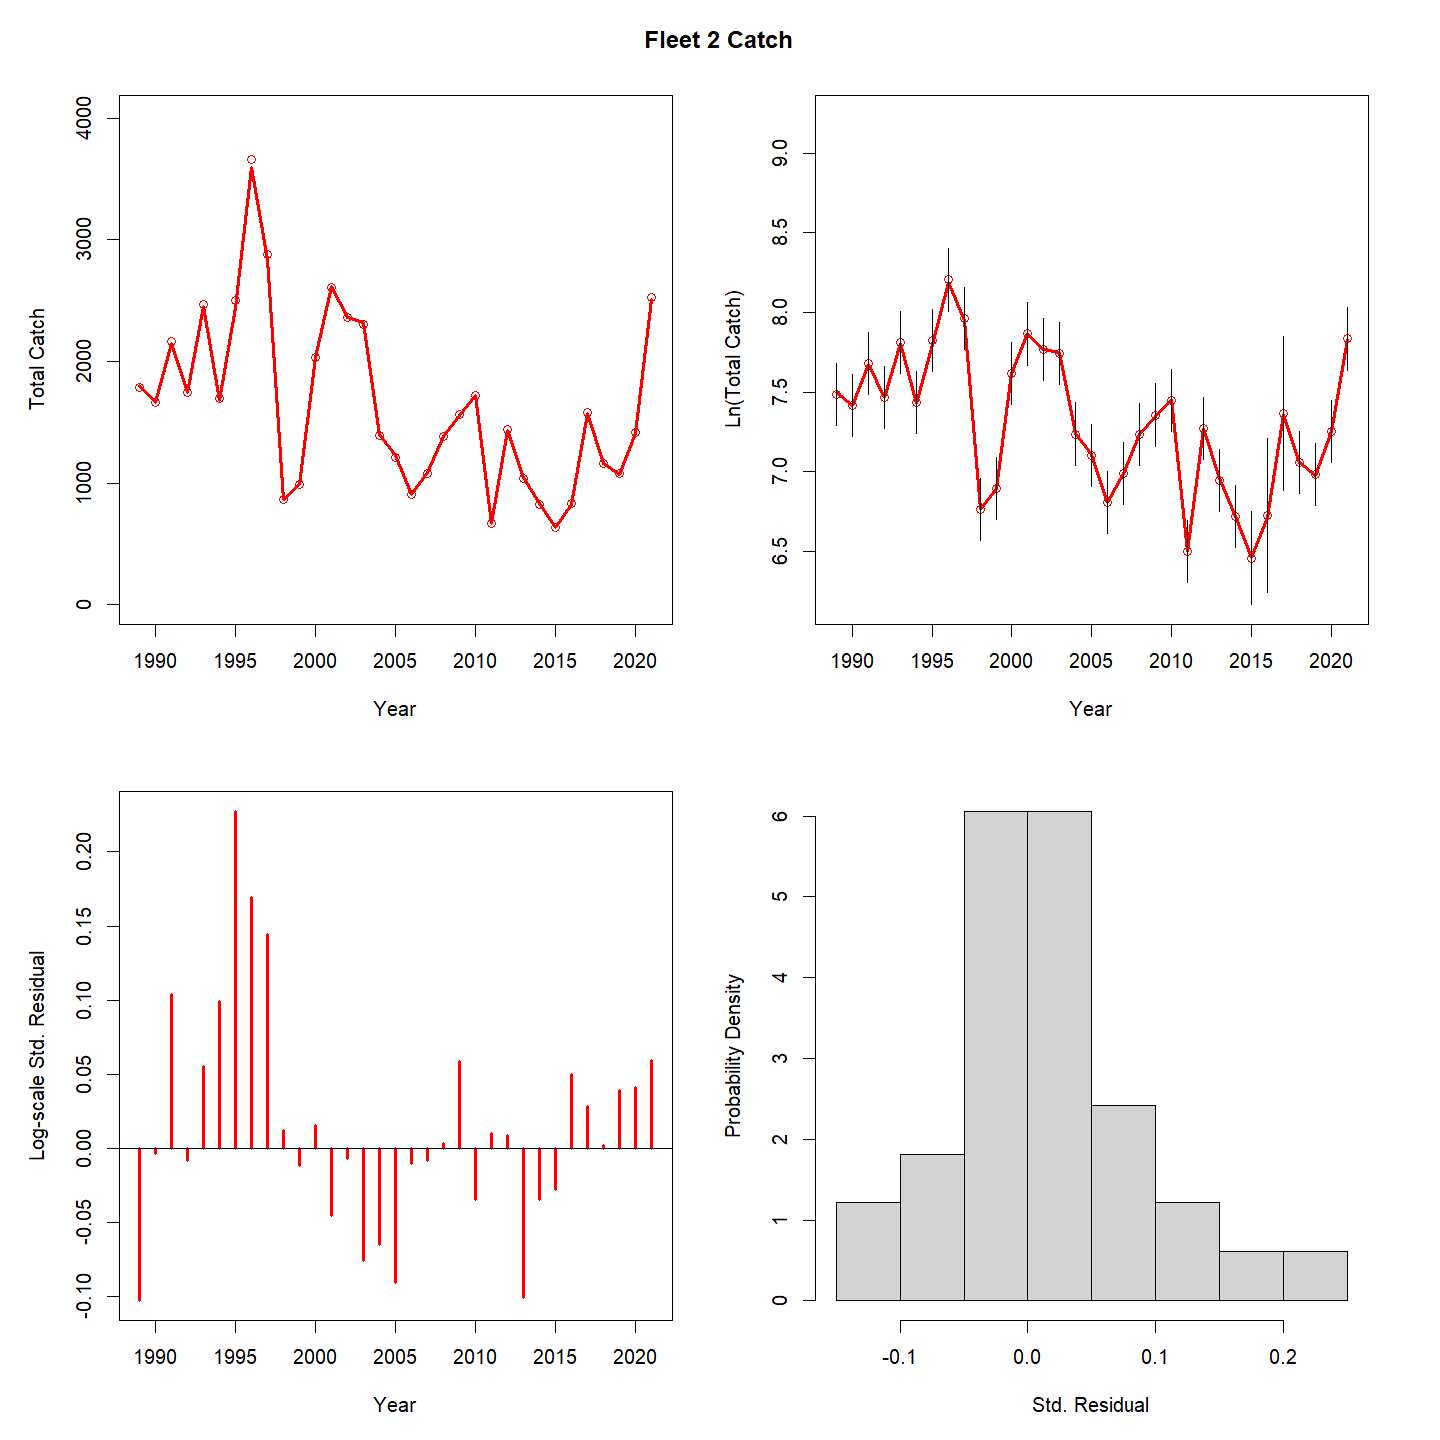 Fleet 2 Catch
Total Catch
4000
3000
2000
1000
0
1990 1995 2000 2005 2010 2015 2020
Year
Ln(Total Catch)
9.0
8.5
8.0
7.5
7.0
6.5
1990 1995 2000 2005 2010 2015 2020
Year
Log-scale Std. Residual
0.20
0.15
0.10
0.05
0.00
-0.05
-0.10
1990 1995 2000 2005 2010 2015 2020
Year
Probability Density
6
5
4
3
2
1
0
-0.1 0.0 0.1 0.2
Std. Residual